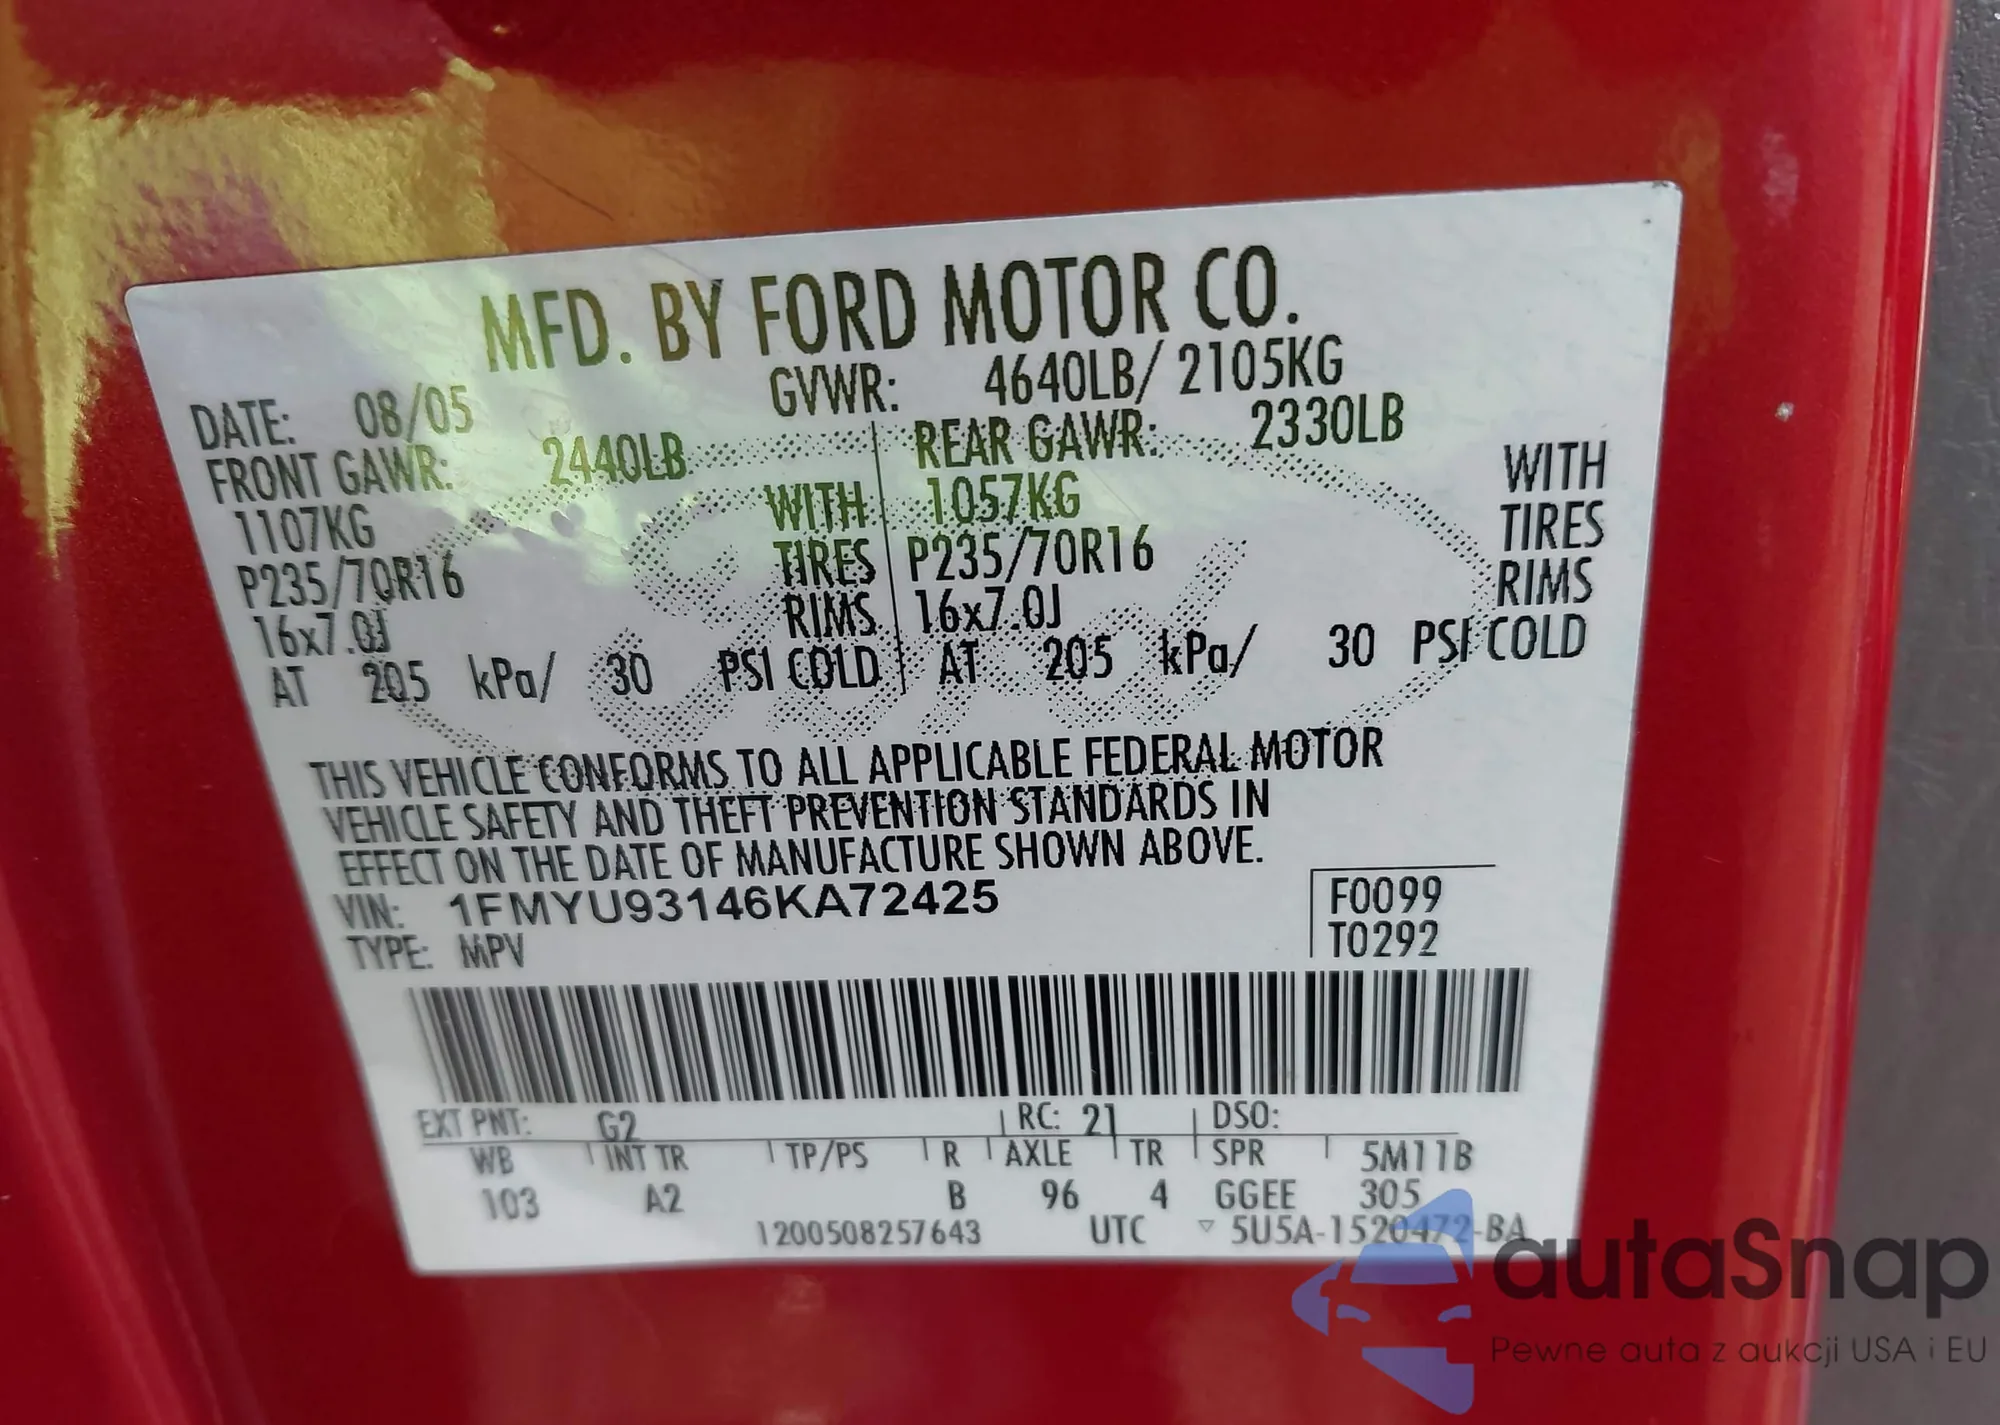 MFD. BY FORD MOTOR CO.
DATE: 08/05 GVWR: 4640LB/ 2105KG
FRONT GAWR: 2440LB REAR GAWR: 2330LB
1107KG WITH 1057KG WITH
P235/70R16 TIRES P235/70R16 TIRES
16x7.0J RIMS 16x7.0J RIMS
AT 205 kPa/ 30 PSI COLD AT 205 kPa/ 30 PSI COLD
THIS VEHICLE CONFORMS TO ALL APPLICABLE FEDERAL MOTOR
VEHICLE SAFETY AND THEFT PREVENTION STANDARDS IN
EFFECT ON THE DATE OF MANUFACTURE SHOWN ABOVE.
VIN: 1FMYU93146KA72425 F0099
TYPE: MPV T0292
EXT PNT: G2 RC: 21 DSO:
WB INT TR TP/PS R AXLE TR SPR 5M11B
103 A2 B 96 4 GGEE 305
1200508257643 UTC ▿ 5U5A-1520472-BA
autaSnap
Pewne auta z aukcji USA i EU